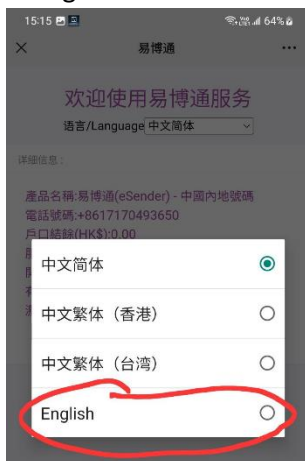 15:15 64%
易博通
欢迎使用易博通服务
语言/Language 中文简体
详细信息：
產品名稱:易博通(eSender) - 中國內地號碼
電話號碼:+8617170493650
戶口結餘(HK$):0.00
中文简体
中文繁体（香港）
中文繁体（台湾）
English